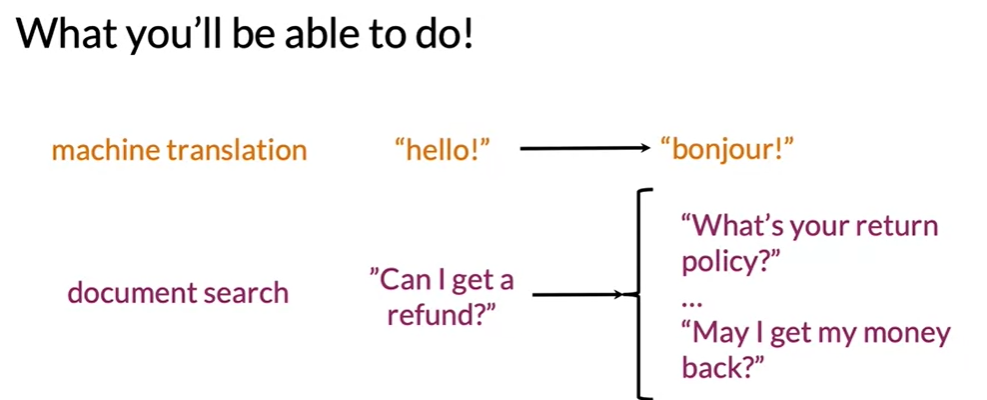 What you’ll be able to do!
machine translation “hello!” “bonjour!”
document search ”Can I get a
refund?”
“What’s your return
policy?”
...
“May I get my money
back?”